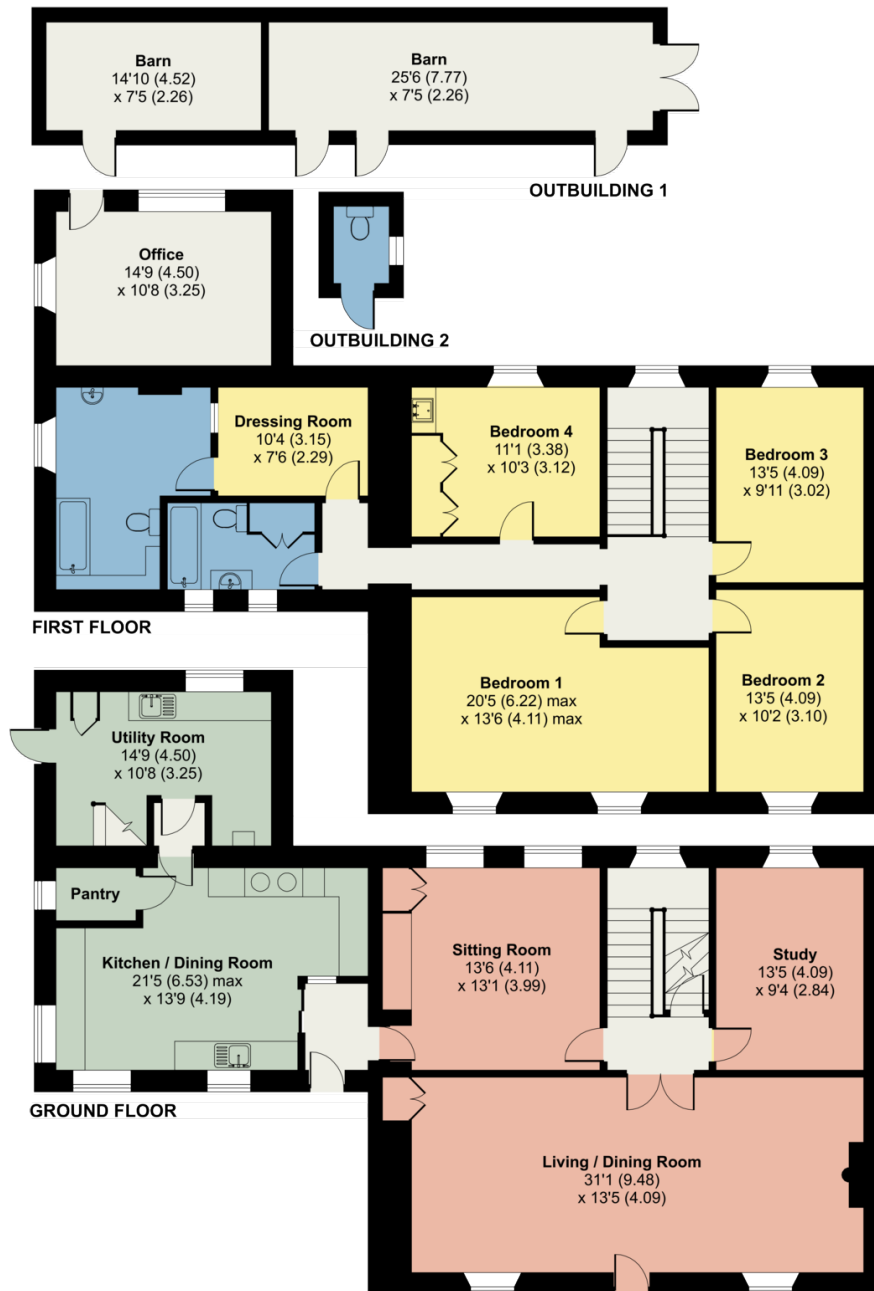 Barn
14'10 (4.52)
x 7'5 (2.26)
Barn
25'6 (7.77)
x 7'5 (2.26)
OUTBUILDING 1
Office
14'9 (4.50)
x 10'8 (3.25)
OUTBUILDING 2
Dressing Room
10'4 (3.15)
x 7'6 (2.29)
Bedroom 4
11'1 (3.38)
x 10'3 (3.12)
Bedroom 3
13'5 (4.09)
x 9'11 (3.02)
FIRST FLOOR
Bedroom 1
20'5 (6.22) max
x 13'6 (4.11) max
Bedroom 2
13'5 (4.09)
x 10'2 (3.10)
Utility Room
14'9 (4.50)
x 10'8 (3.25)
Pantry
Kitchen / Dining Room
21'5 (6.53) max
x 13'9 (4.19)
Sitting Room
13'6 (4.11)
x 13'1 (3.99)
Study
13'5 (4.09)
x 9'4 (2.84)
GROUND FLOOR
Living / Dining Room
31'1 (9.48)
x 13'5 (4.09)